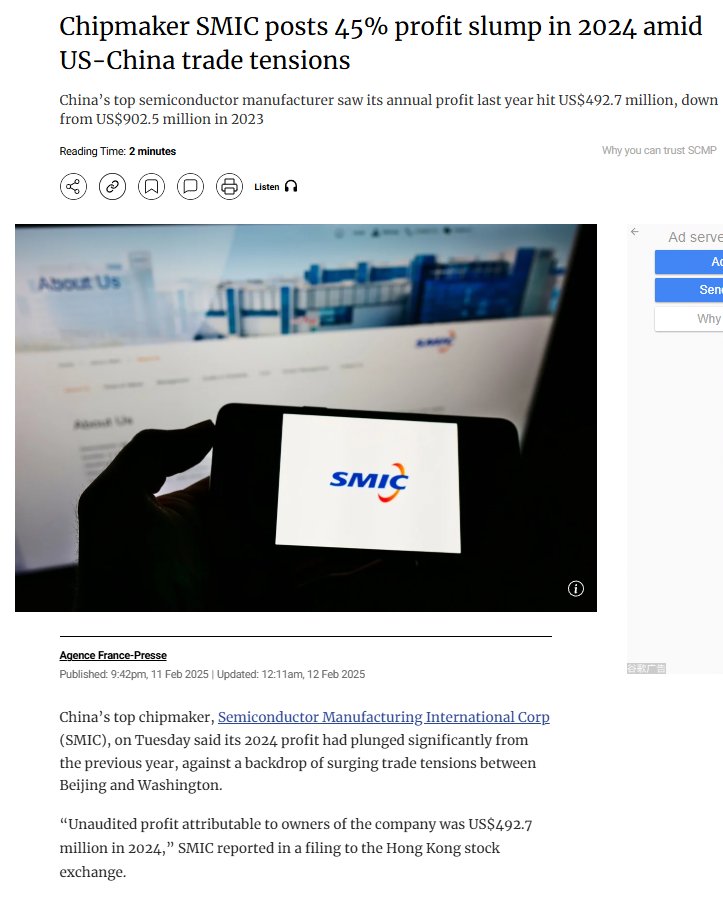 Chipmaker SMIC posts 45% profit slump in 2024 amid
US-China trade tensions
China’s top semiconductor manufacturer saw its annual profit last year hit US$492.7 million, down
from US$902.5 million in 2023
Reading Time: 2 minutes
Why you can trust SCMP
Listen
About Us
SMIC
About Us
SMIC
Ad serve
Ad
Send
Why
谷歌广告
Agence France-Presse
Published: 9:42pm, 11 Feb 2025 | Updated: 12:11am, 12 Feb 2025
China’s top chipmaker, Semiconductor Manufacturing International Corp
(SMIC), on Tuesday said its 2024 profit had plunged significantly from
the previous year, against a backdrop of surging trade tensions between
Beijing and Washington.
“Unaudited profit attributable to owners of the company was US$492.7
million in 2024,” SMIC reported in a filing to the Hong Kong stock
exchange.